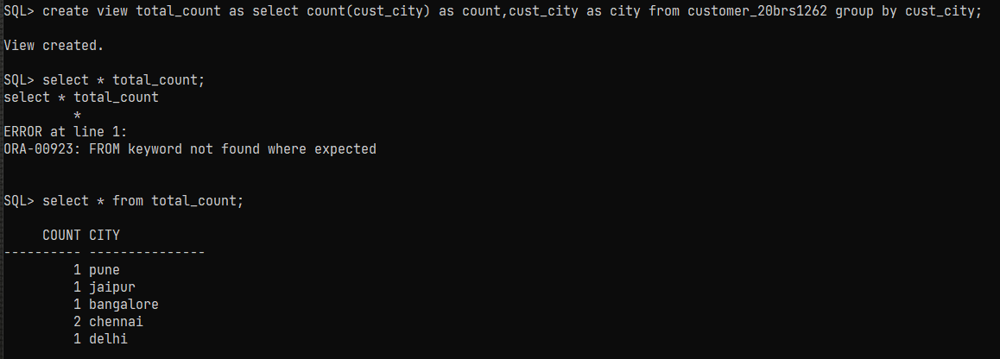 SQL> create view total_count as select count(cust_city) as count,cust_city as city from customer_20brs1262 group by cust_city;
View created.
SQL> select * total_count;
select * total_count
         *
ERROR at line 1:
ORA-00923: FROM keyword not found where expected
SQL> select * from total_count;
     COUNT CITY
---------- ---------------
         1 pune
         1 jaipur
         1 bangalore
         2 chennai
         1 delhi